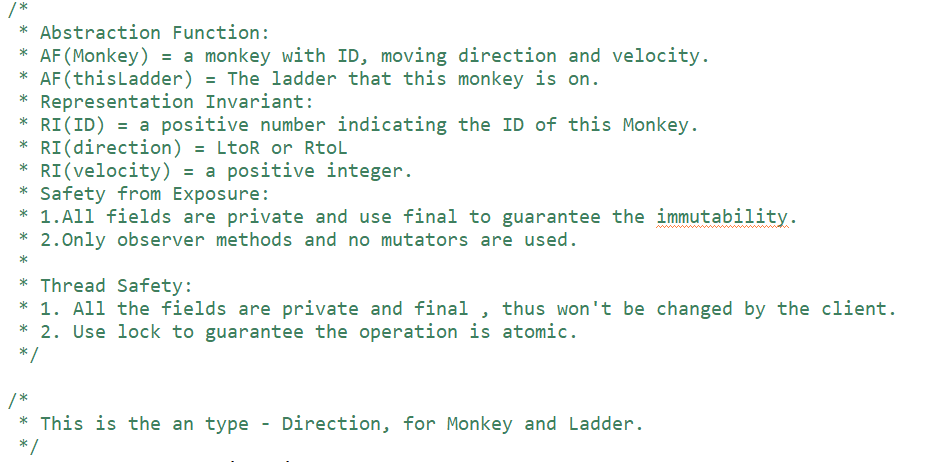 /*
* Abstraction Function:
* AF(Monkey) = a monkey with ID, moving direction and velocity.
* AF(thisLadder) = The ladder that this monkey is on.
* Representation Invariant:
* RI(ID) = a positive number indicating the ID of this Monkey.
* RI(direction) = LtoR or RtoL
* RI(velocity) = a positive integer.
* Safety from Exposure:
* 1.All fields are private and use final to guarantee the immutability.
* 2.Only observer methods and no mutators are used.
*
* Thread Safety:
* 1. All the fields are private and final , thus won't be changed by the client.
* 2. Use lock to guarantee the operation is atomic.
*/
/*
* This is the an type - Direction, for Monkey and Ladder.
*/